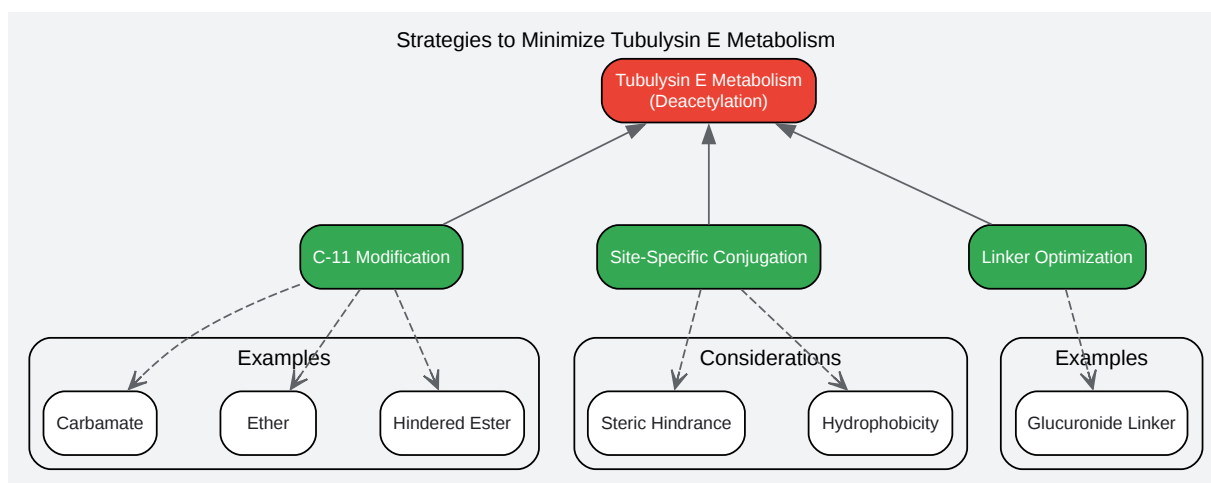 Strategies to Minimize Tubulysin E Metabolism
Tubulysin E Metabolism
(Deacetylation)
C-11 Modification
Site-Specific Conjugation
Linker Optimization
Examples
Considerations
Examples
Carbamate
Ether
Hindered Ester
Steric Hindrance
Hydrophobicity
Glucuronide Linker